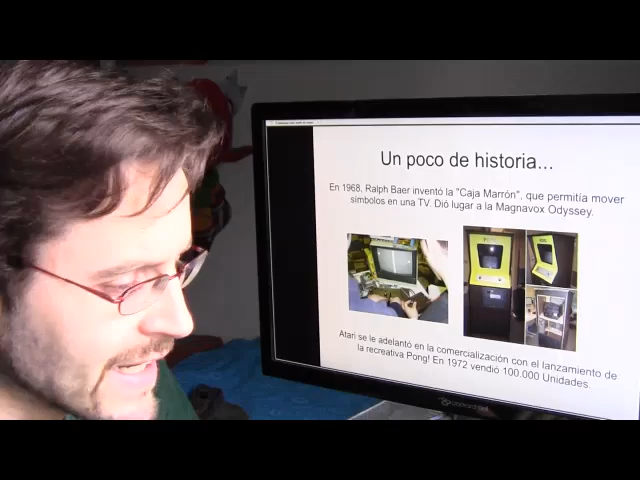 Un poco de historia...
En 1968, Ralph Baer inventó la "Caja Marrón", que permitía mover
símbolos en una TV. Dió lugar a la Magnavox Odyssey.
Atari se le adelantó en la comercialización con el lanzamiento de
la recreativa Pong! En 1972 vendió 100.000 Unidades.